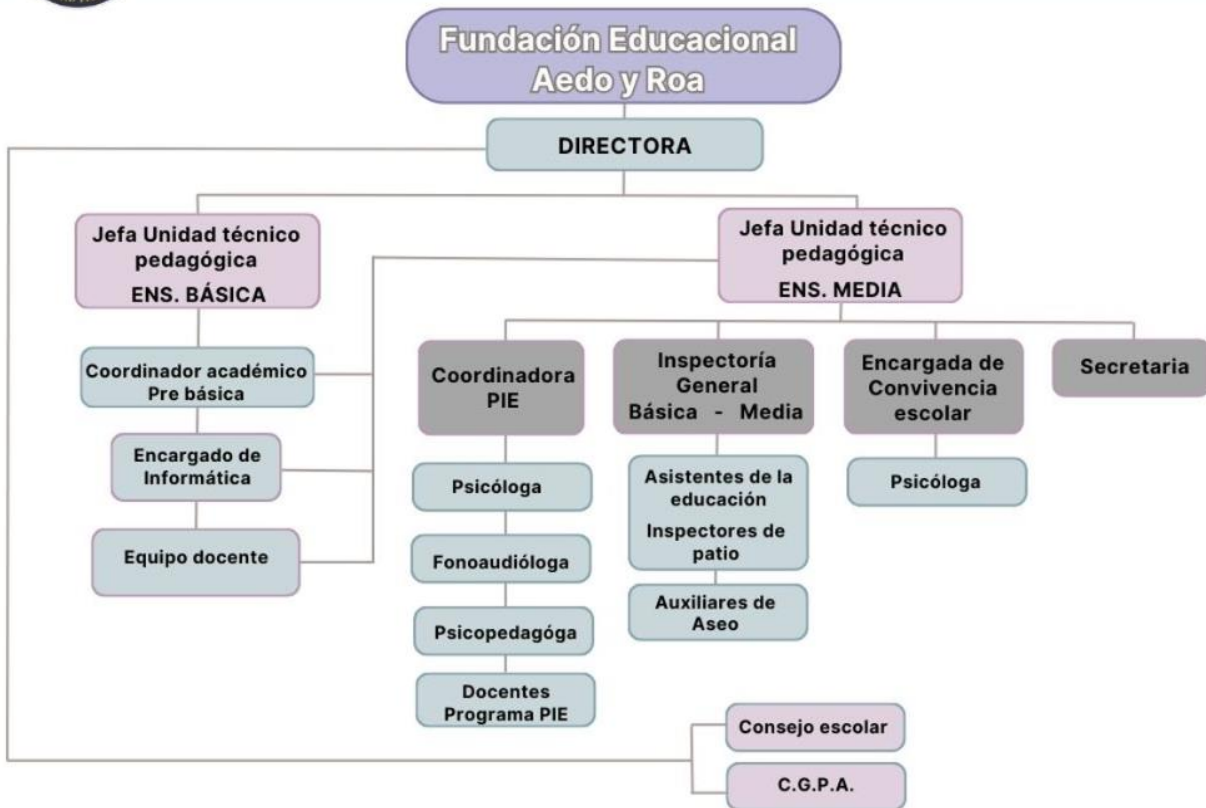 Fundación Educacional
Aedo y Roa
DIRECTORA
Jefa Unidad técnico
pedagógica
ENS. BÁSICA
Jefa Unidad técnico
pedagógica
ENS. MEDIA
Coordinador académico
Pre básica
Encargado de
Informática
Equipo docente
Coordinadora
PIE
Inspectoría
General
Básica - Media
Encargada de
Convivencia
escolar
Secretaria
Psicóloga
Fonoaudióloga
Psicopedagóga
Docentes
Programa PIE
Asistentes de la
educación
Inspectores de
patio
Auxiliares de
Aseo
Psicóloga
Consejo escolar
C.G.P.A.